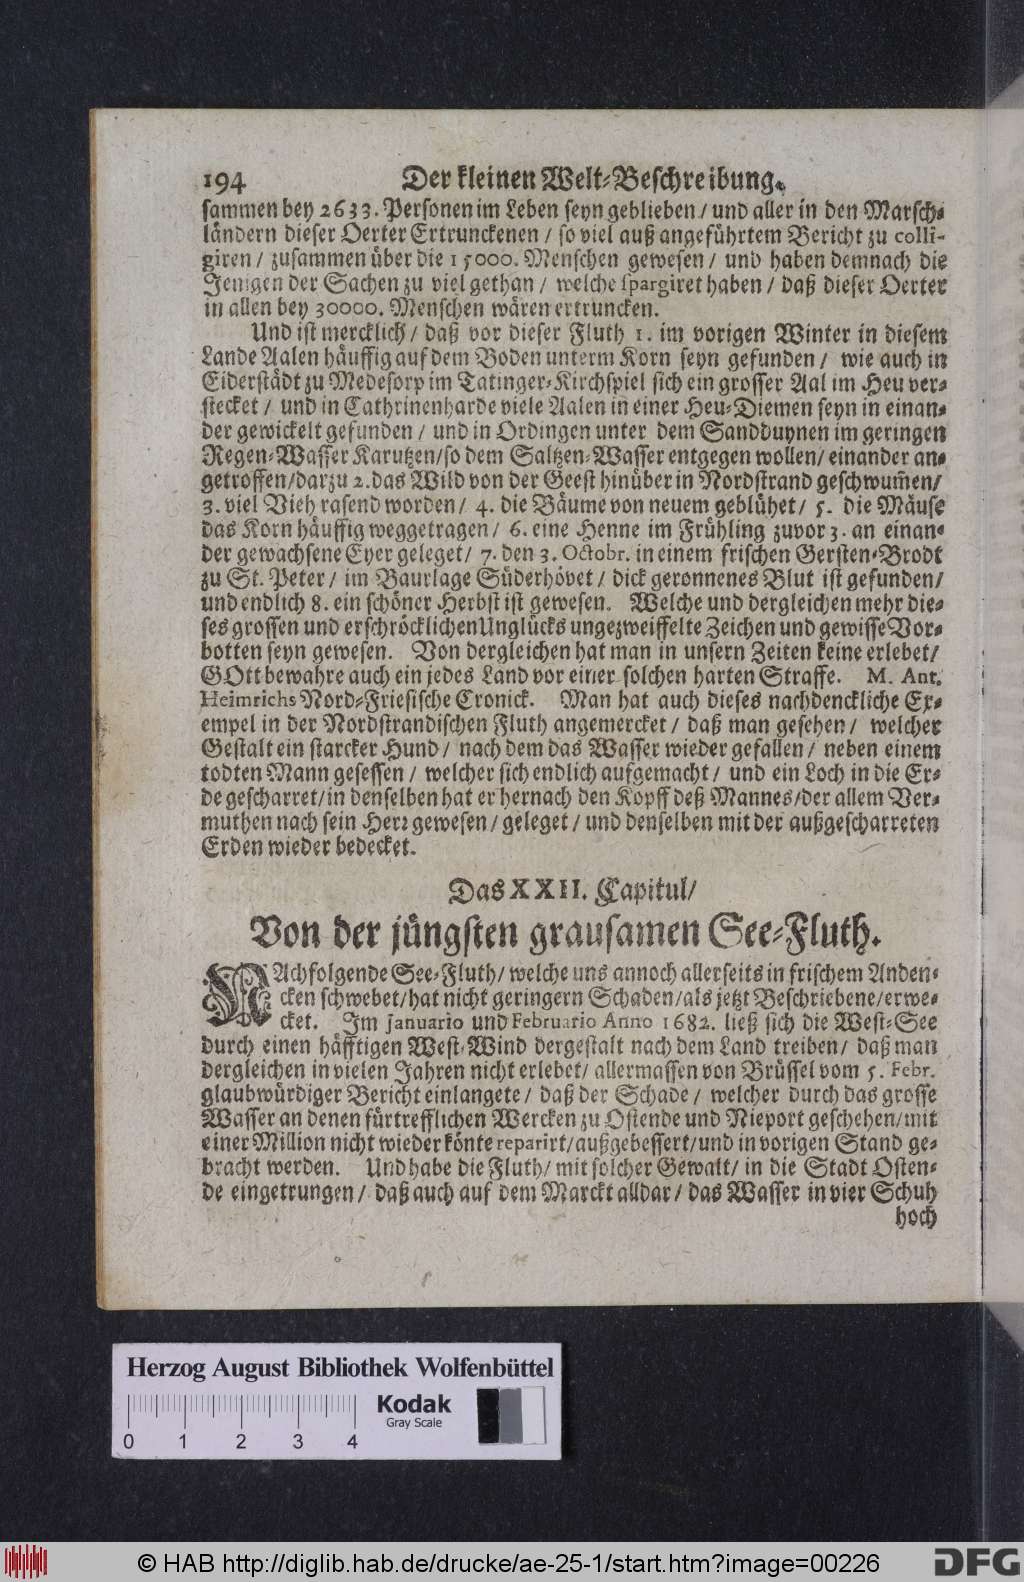 194 Der kleinen Welt-Beschreibung.
sammen bey 2633. Personen im Leben seyn geblieben / und aller in den Marsch-
ländern dieser Oerter Ertrunckenen / so viel auß angeführtem Bericht zu colli-
giren / zusammen über die 15000. Menschen gewesen / und haben demnach die
Jenigen der Sachen zu viel gethan / welche spargiret haben / daß dieser Oerter
in allen bey 30000. Menschen wären ertruncken.
Und ist mercklich / daß vor dieser Fluth 1. im vorigen Winter in diesem
Lande Aalen häuffig auf dem Boden unterm Korn seyn gefunden / wie auch in
Eiderstädt zu Medesorp im Tatinger-Kirchspiel sich ein grosser Aal im Heu ver-
stecket / und in Cathrinenharde viele Aalen in einer Heu-Diemen seyn in einan-
der gewickelt gefunden / und in Ordingen unter dem Sandduynen im geringen
Regen-Wasser Karutzen/so dem Saltzen-Wasser entgegen wollen/ einander an-
getroffen/darzu 2. das Wild von der Geest hinüber in Nordstrand geschwum̃en/
3. viel Vieh rasend worden / 4. die Bäume von neuem geblühet / 5. die Mäuse
das Korn häuffig weggetragen / 6. eine Henne im Frühling zuvor 3. an einan-
der gewachsene Eyer geleget / 7. den 3. Octobr. in einem frischen Gersten-Brodt
zu St. Peter / im Baurlage Süderhövet / dick geronnenes Blut ist gefunden/
und endlich 8. ein schöner Herbst ist gewesen. Welche und dergleichen mehr die-
ses grossen und erschröcklichen Unglücks ungezweiffelte Zeichen und gewisse Vor-
botten seyn gewesen. Von dergleichen hat man in unsern Zeiten keine erlebet/
GOtt bewahre auch ein jedes Land vor einer solchen harten Straffe. M. Ant.
Heimrichs Nord-Friesische Cronick. Man hat auch dieses nachdenckliche Ex-
empel in der Nordstrandischen Fluth angemercket / daß man gesehen / welcher
Gestalt ein starcker Hund / nach dem das Wasser wieder gefallen / neben einem
todten Mann gesessen / welcher sich endlich aufgemacht / und ein Loch in die Er-
de gescharret/in denselben hat er hernach den Kopff deß Mannes/der allem Ver-
muthen nach sein Herr gewesen / geleget / und denselben mit der außgescharreten
Erden wieder bedecket.
Das XXII. Capitul/
Von der jüngsten grausamen See-Fluth.
NAchfolgende See-Fluth / welche uns annoch allerseits in frischem Anden-
cken schwebet / hat nicht geringern Schaden / als jetzt Beschriebene / erwe-
cket. Im Januario und Februario Anno 1682. ließ sich die West-See
durch einen häfftigen West-Wind dergestalt nach dem Land treiben / daß man
dergleichen in vielen Jahren nicht erlebet / allermassen von Brüssel vom 5. Febr.
glaubwürdiger Bericht einlangete / daß der Schade / welcher durch das grosse
Wasser an denen fürtrefflichen Wercken zu Ostende und Nieport geschehen/mit
einer Million nicht wieder könte reparirt / außgebessert / und in vorigen Stand ge-
bracht werden. Und habe die Fluth / mit solcher Gewalt / in die Stadt Osten-
de eingetrungen / daß auch auf dem Marckt alldar / das Wasser in vier Schuh
hoch
Herzog August Bibliothek Wolfenbüttel
Kodak
Gray Scale
0 1 2 3 4
© HAB http://diglib.hab.de/drucke/ae-25-1/start.htm?image=00226
DFG